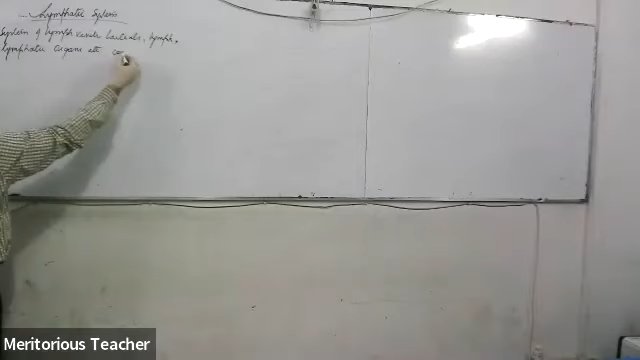 Lymphatic System
System of lymph vessels lacteals, lymph,
lymphatic organs etc
Meritorious Teacher